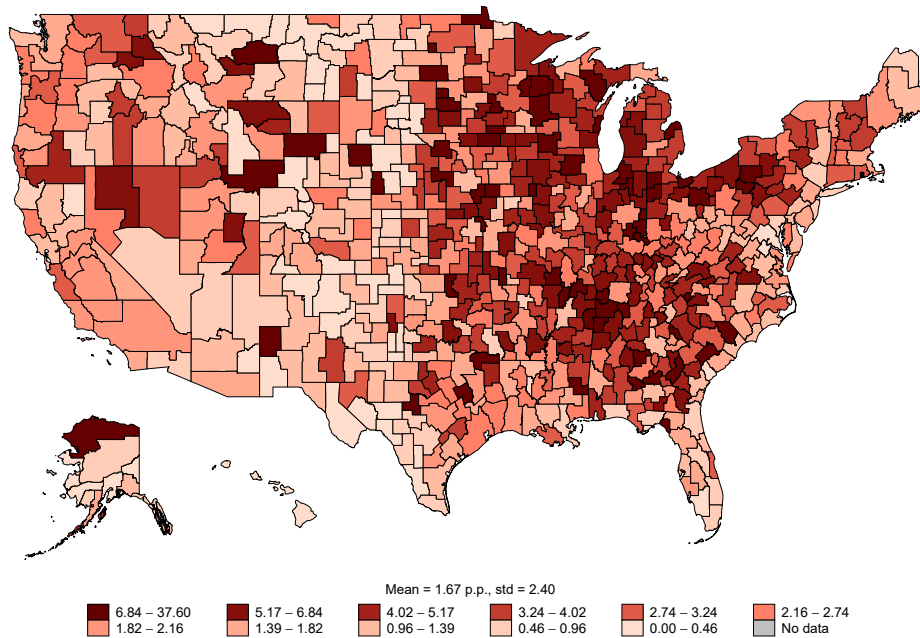 Mean = 1.67 p.p., std = 2.40
6.84 – 37.60 5.17 – 6.84 4.02 – 5.17 3.24 – 4.02 2.74 – 3.24 2.16 – 2.74
1.82 – 2.16 1.39 – 1.82 0.96 – 1.39 0.46 – 0.96 0.00 – 0.46 No data